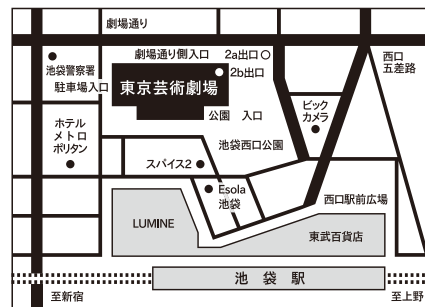 劇場通り
劇場通り側入口
2a出口
西口
五差路
池袋警察署
2b出口
駐車場入口
東京芸術劇場
公園 入口
ビック
カメラ
ホテル
メトロ
ポリタン
池袋西口公園
スパイス2
Esola
池袋
西口駅前広場
LUMINE
東武百貨店
池袋駅
至新宿
至上野